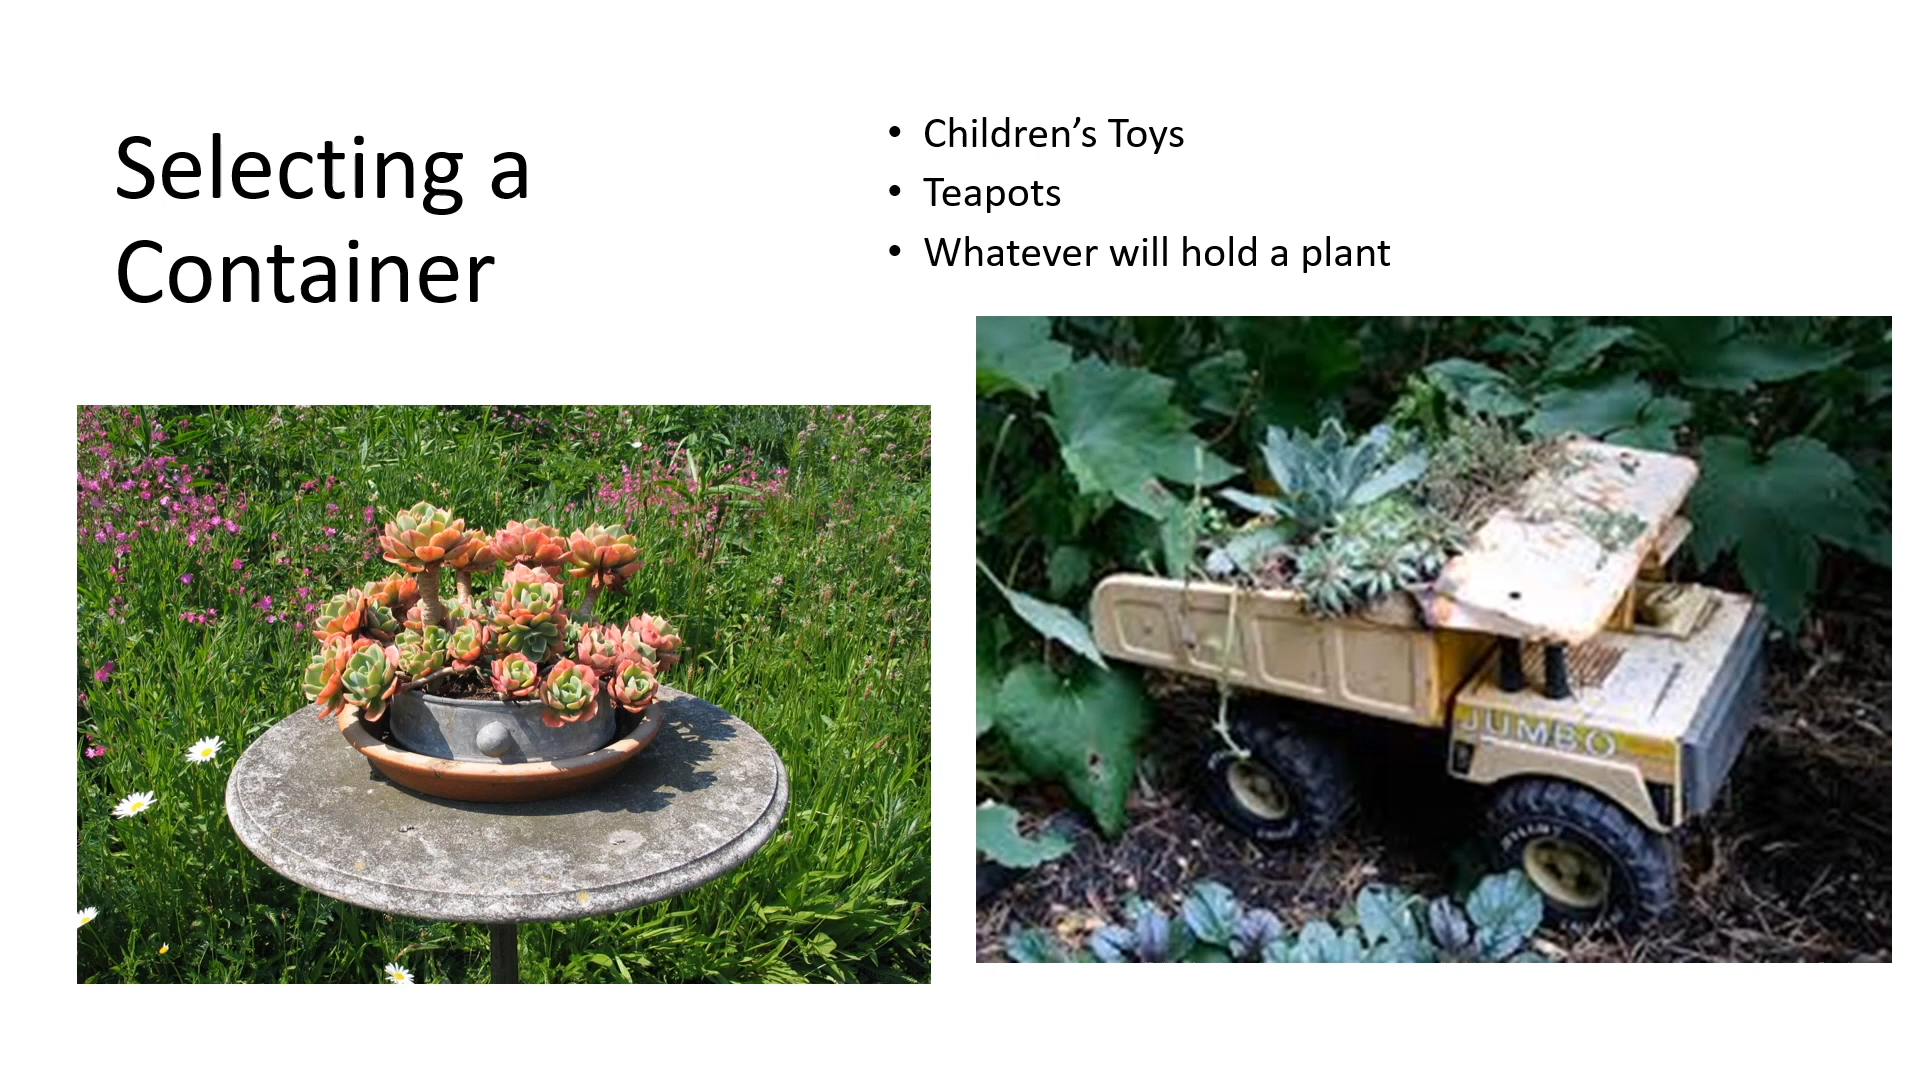 Selecting a
Container
• Children’s Toys
• Teapots
• Whatever will hold a plant
JUMBO